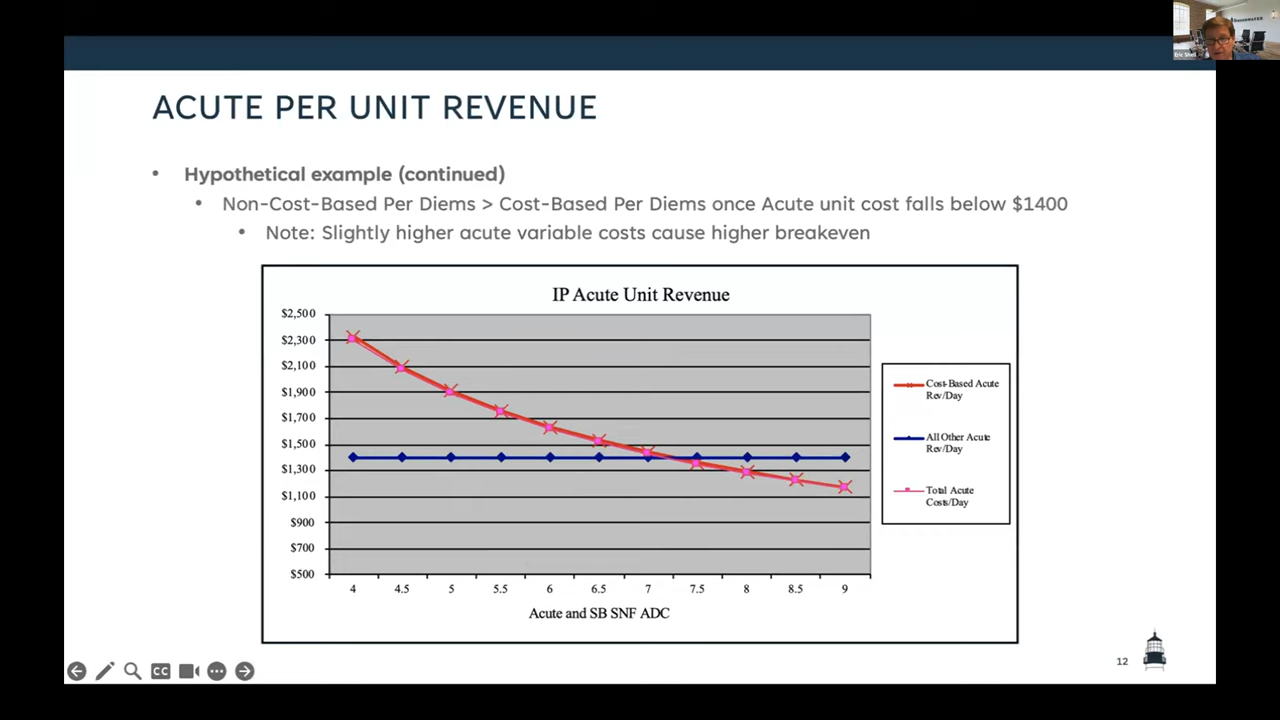 ACUTE PER UNIT REVENUE
• Hypothetical example (continued)
• Non-Cost-Based Per Diems > Cost-Based Per Diems once Acute unit cost falls below $1400
• Note: Slightly higher acute variable costs cause higher breakeven
IP Acute Unit Revenue
$2,500
$2,300
$2,100
$1,900
$1,700
$1,500
$1,300
$1,100
$900
$700
$500
4 4.5 5 5.5 6 6.5 7 7.5 8 8.5 9
Acute and SB SNF ADC
Cost-Based Acute
Rev/Day
All Other Acute
Rev/Day
Total Acute
Costs/Day
12
CC
Eric Shell